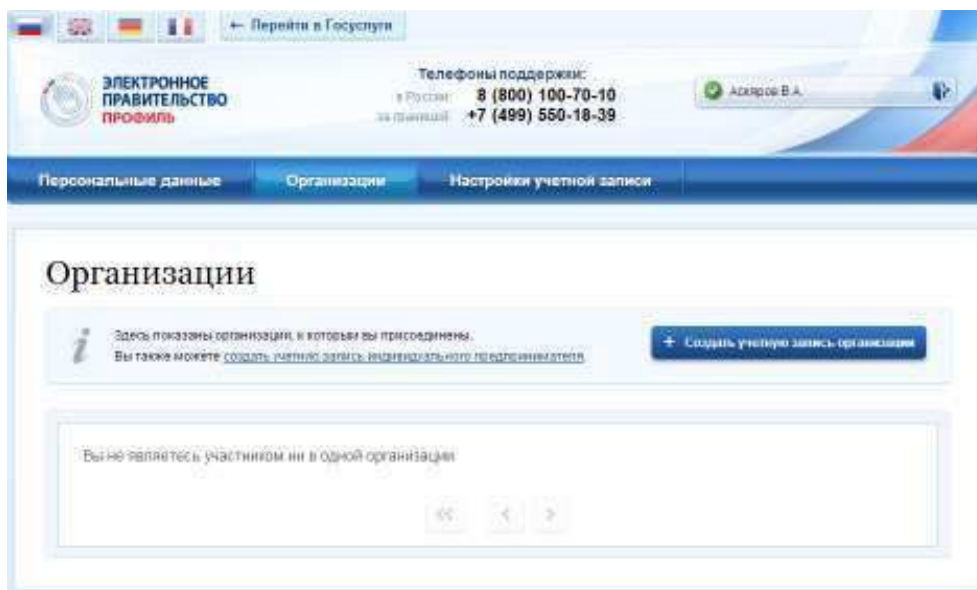 ← Перейти в Госуслуги
ЭЛЕКТРОННОЕ
ПРАВИТЕЛЬСТВО
ПРОФИЛЬ
Телефоны поддержки:
в России: 8 (800) 100-70-10
за границей: +7 (499) 550-18-39
В.А.
Персональные данные
Организации
Настройки учетной записи
Организации
Здесь показаны организации, к которым вы присоединены.
Вы также можете создать учетную запись индивидуального предпринимателя
+ Создать учетную запись организации
Вы не являетесь участником ни в одной организации
<< < >